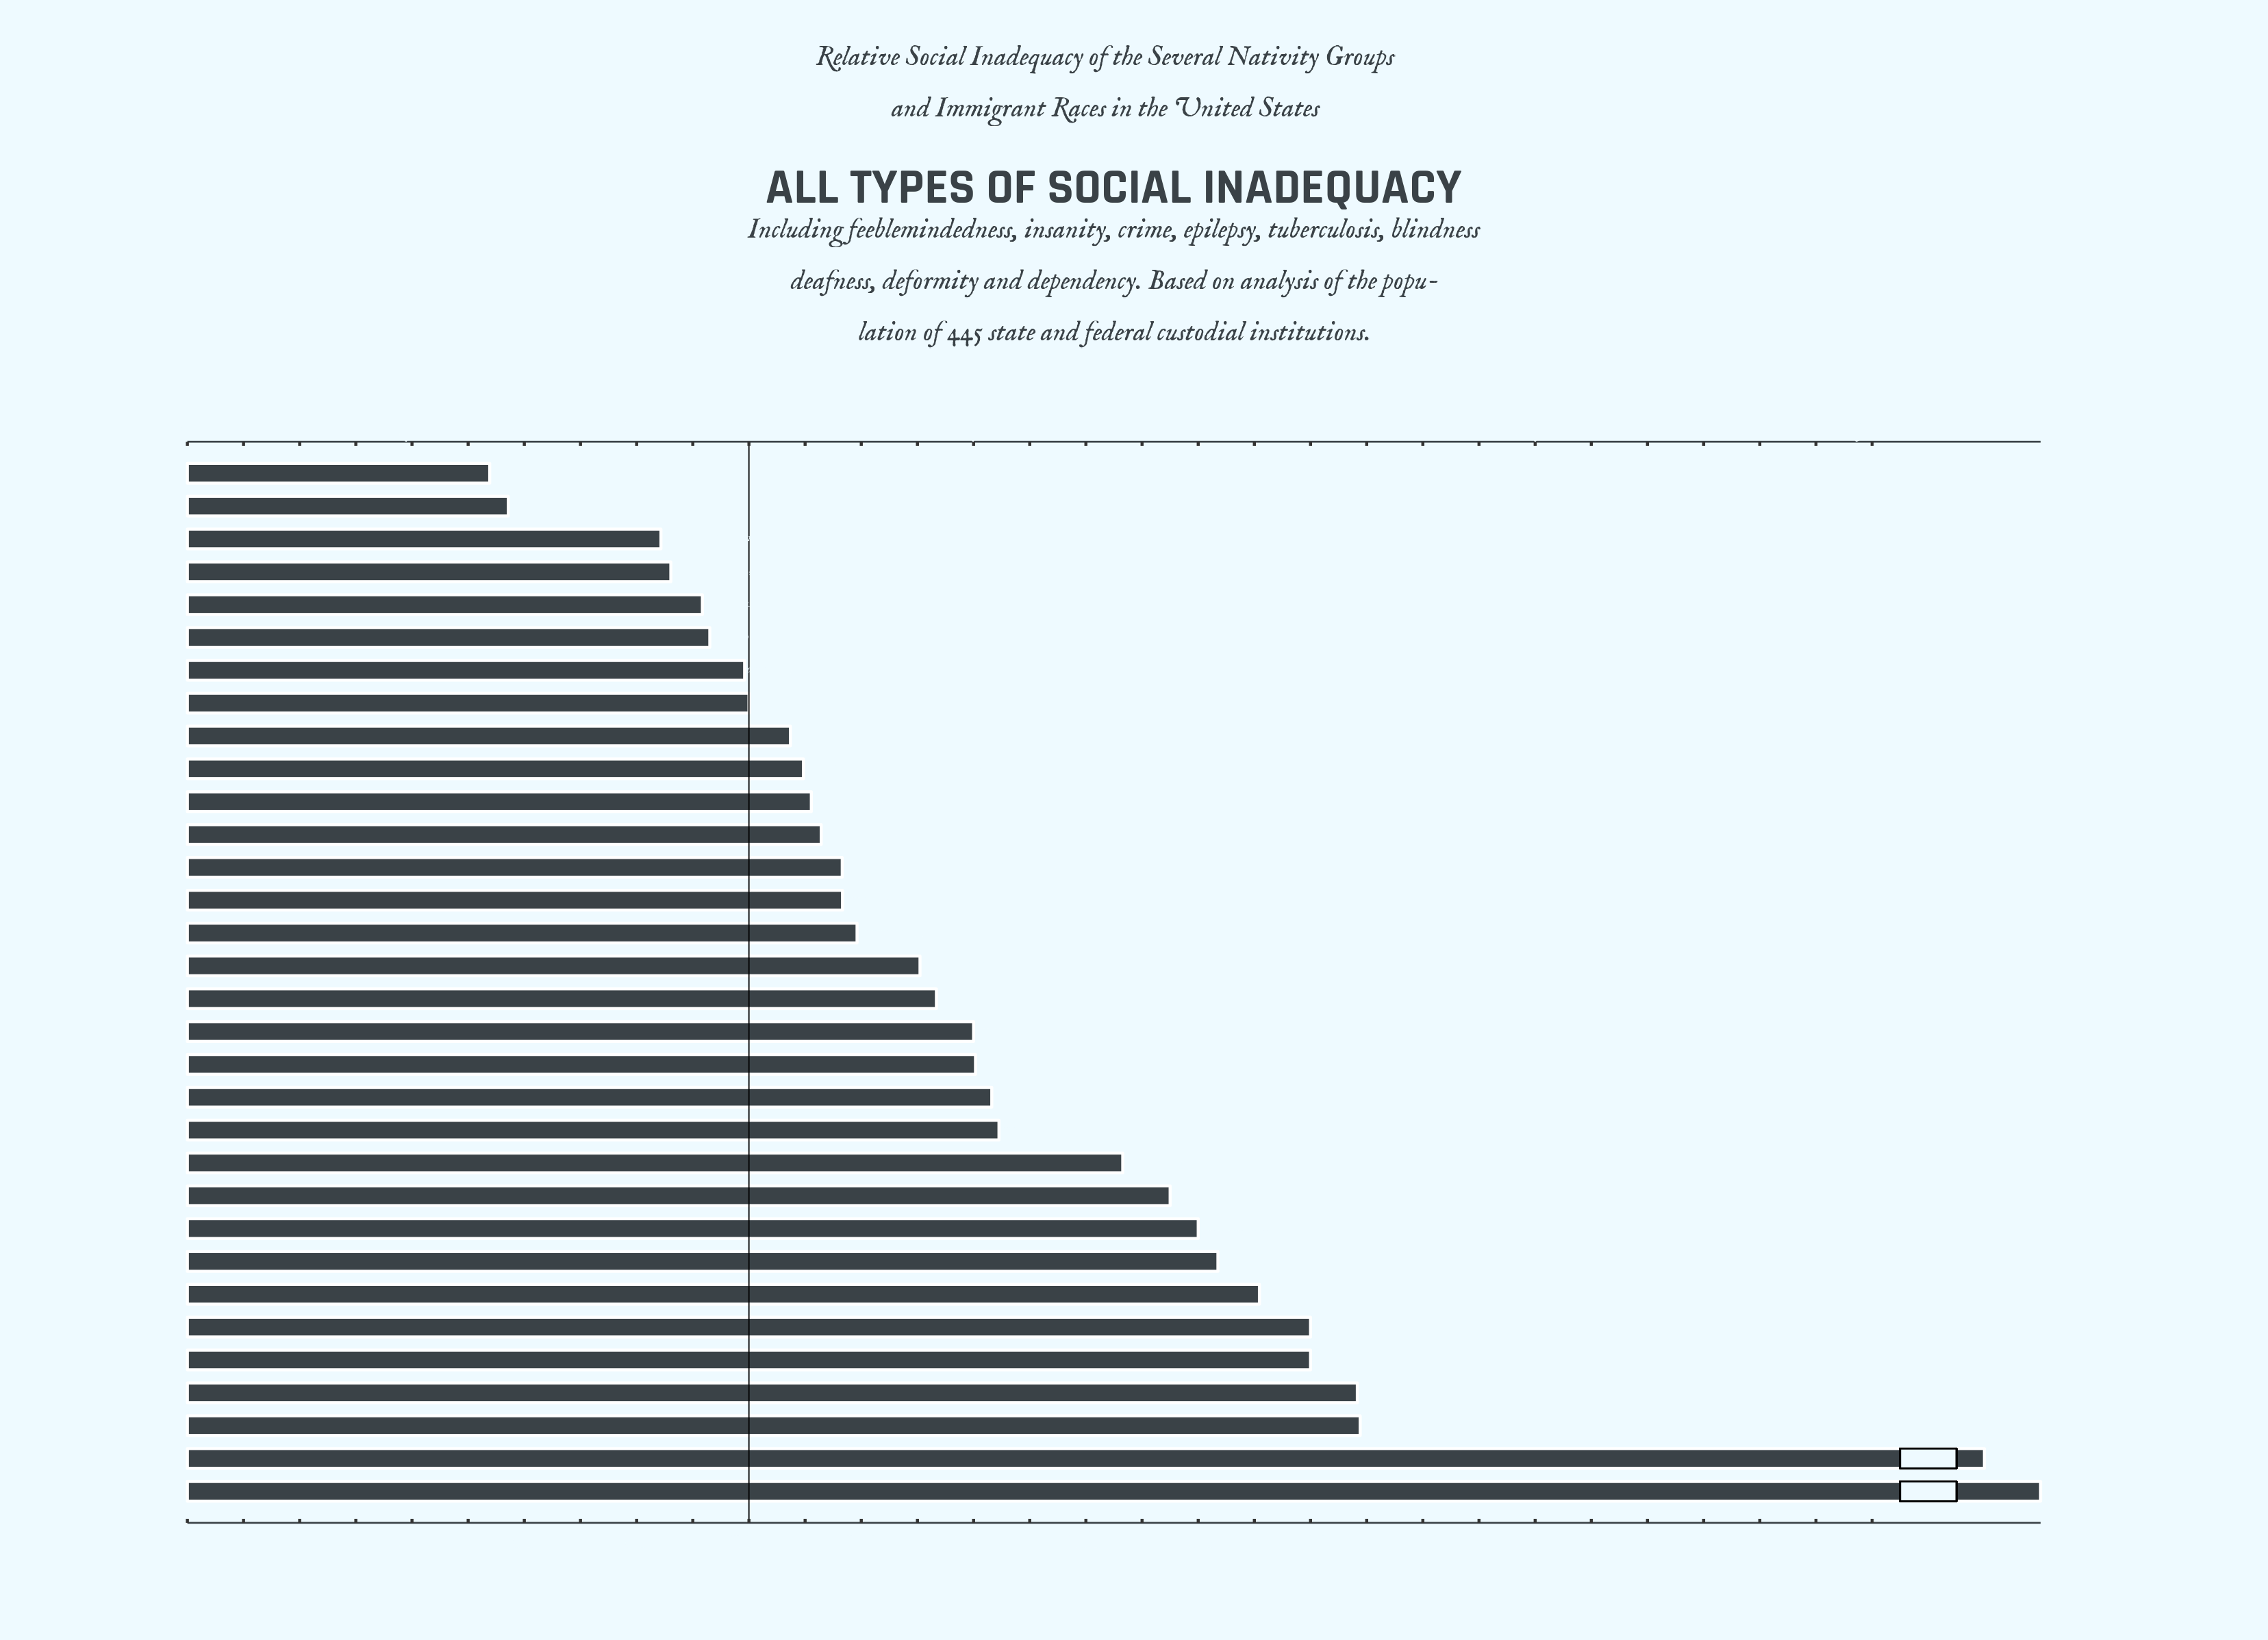 Relative Social Inadequacy of the Several Nativity Groups
and Immigrant Races in the United States
ALL TYPES OF SOCIAL INADEQUACY
Including feeblemindedness, insanity, crime, epilepsy, tuberculosis, blindness
deafness, deformity and dependency. Based on analysis of the popu-
lation of 445 state and federal custodial institutions.